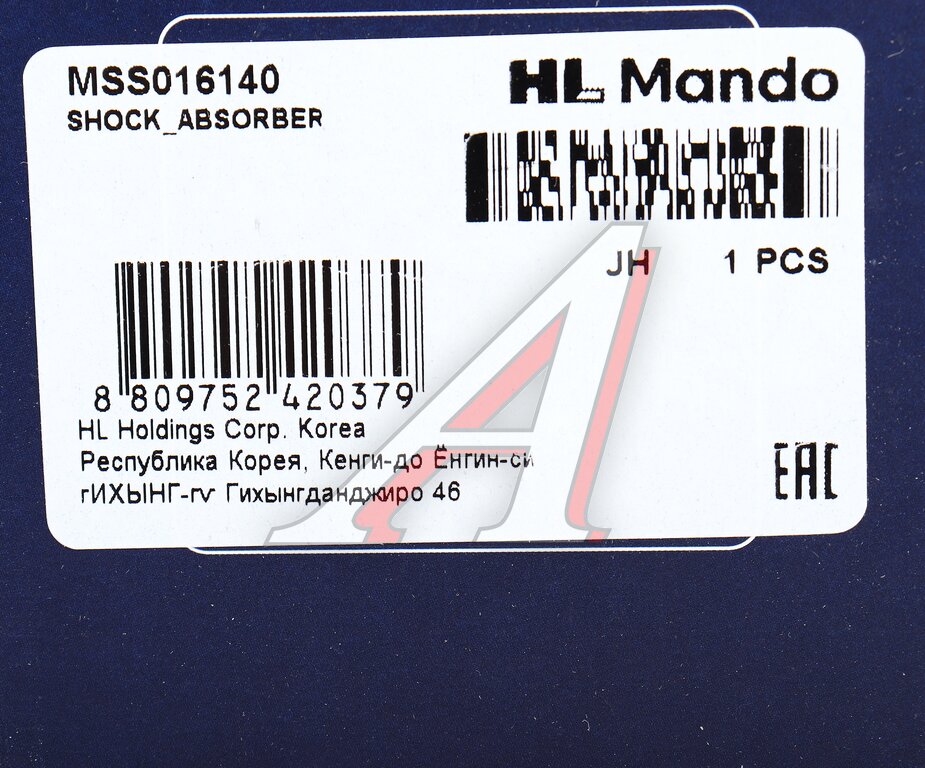 MSS016140
SHOCK_ABSORBER
HL Mando
JH 1 PCS
8 809752 420379
HL Holdings Corp. Korea
Республика Корея, Кенги-до Ёнгин-си
гИХЫНГ-гу Гихынгданджиро 46
EAC